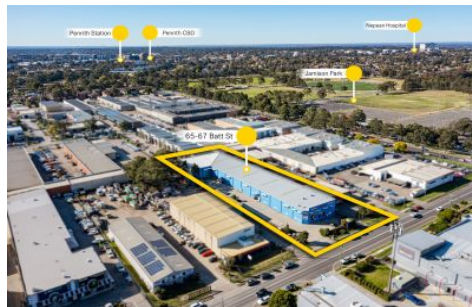 Penrith Station
Penrith CBD
Nepean Hospital
Jamison Park
65-67 Batt St